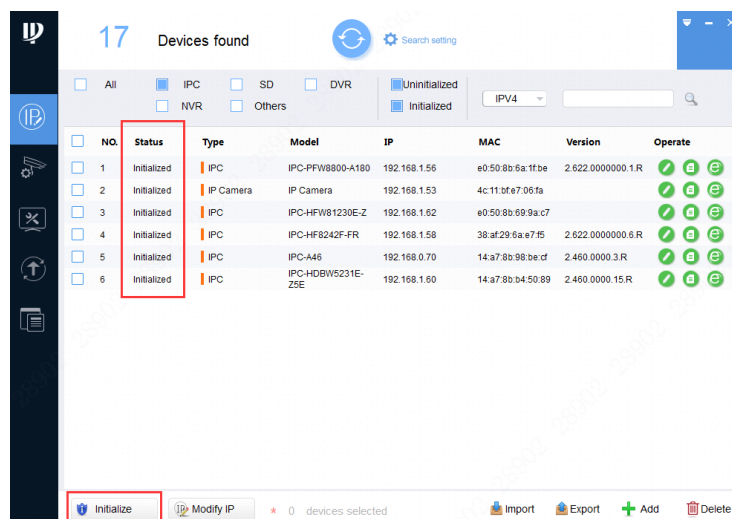 17 Devices found Search setting
All IPC SD DVR Uninitialized
NVR Others Initialized IPV4
NO. Status Type Model IP MAC Version Operate
1 Initialized IPC IPC-PFW8800-A180 192.168.1.56 e0:50:8b:6a:1f:be 2.622.0000000.1.R
2 Initialized IP Camera IP Camera 192.168.1.53 4c:11:bf:e7:06:fa
3 Initialized IPC IPC-HFW81230E-Z 192.168.1.62 e0:50:8b:69:9a:c7
4 Initialized IPC IPC-HF8242F-FR 192.168.1.58 38:af:29:6a:e7:f5 2.622.0000000.6.R
5 Initialized IPC IPC-A46 192.168.0.70 14:a7:8b:98:be:cf 2.460.0000.3.R
6 Initialized IPC IPC-HDBW5231E-Z5E 192.168.1.60 14:a7:8b:b4:50:89 2.460.0000.15.R
Initialize Modify IP * 0 devices selected Import Export Add Delete